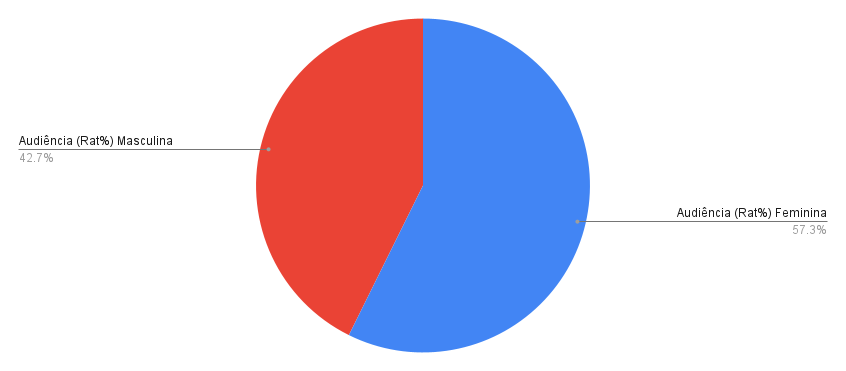 Audiência (Rat%) Masculina
42.7%
Audiência (Rat%) Feminina
57.3%